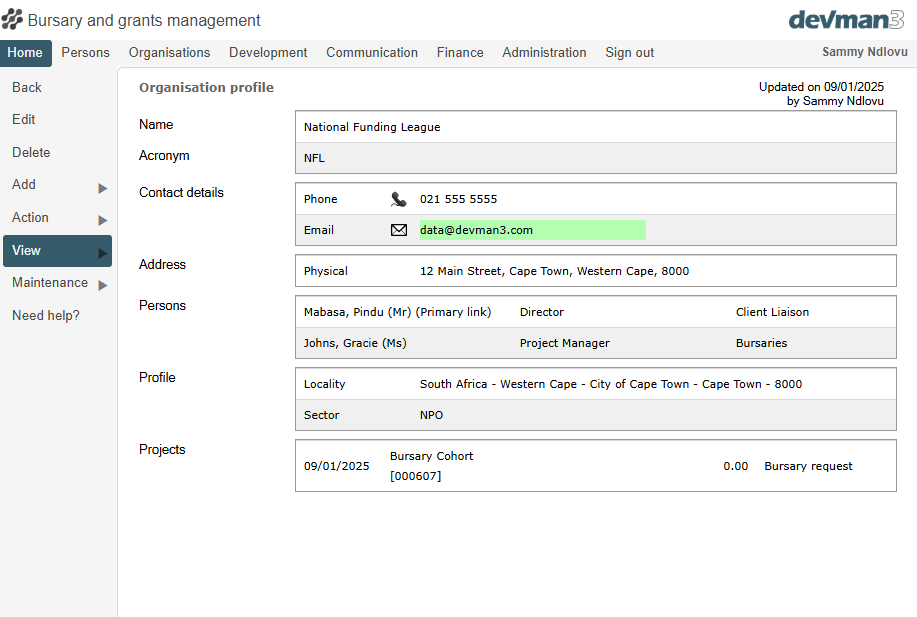 Bursary and grants management
devman3
Home Persons Organisations Development Communication Finance Administration Sign out Sammy Ndlovu
Back
Edit
Delete
Add
Action
View
Maintenance
Need help?
Organisation profile
Updated on 09/01/2025
by Sammy Ndlovu
Name National Funding League
Acronym NFL
Contact details Phone 021 555 5555
Email data@devman3.com
Address Physical 12 Main Street, Cape Town, Western Cape, 8000
Persons Mabasa, Pindu (Mr) (Primary link) Director Client Liaison
Johns, Gracie (Ms) Project Manager Bursaries
Profile Locality South Africa - Western Cape - City of Cape Town - Cape Town - 8000
Sector NPO
Projects 09/01/2025 Bursary Cohort 0.00 Bursary request
[000607]